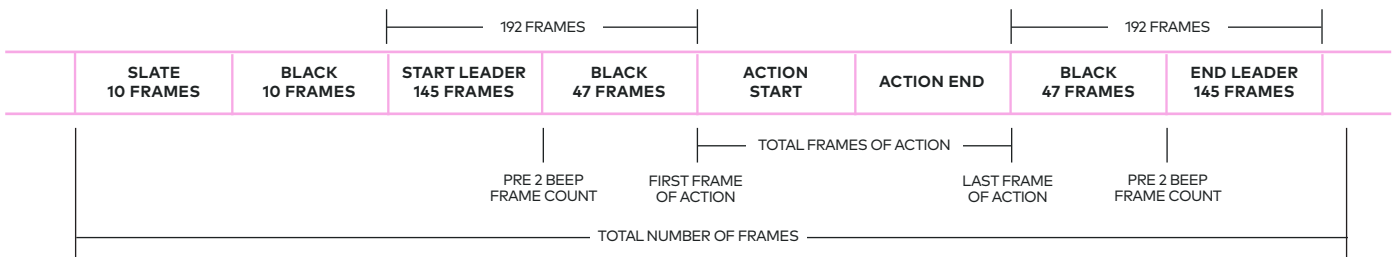 192 FRAMES
192 FRAMES
SLATE
10 FRAMES
BLACK
10 FRAMES
START LEADER
145 FRAMES
BLACK
47 FRAMES
ACTION
START
ACTION END
BLACK
47 FRAMES
END LEADER
145 FRAMES
TOTAL FRAMES OF ACTION
PRE 2 BEEP
FRAME COUNT
FIRST FRAME
OF ACTION
LAST FRAME
OF ACTION
PRE 2 BEEP
FRAME COUNT
TOTAL NUMBER OF FRAMES